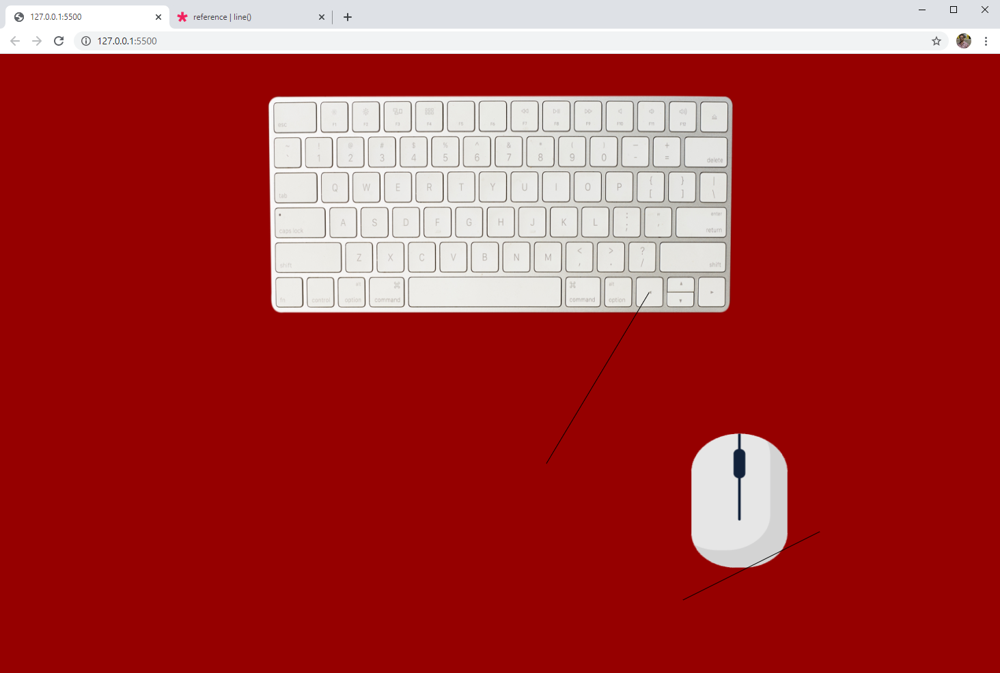 127.0.0.1:5500
reference | line()
127.0.0.1:5500
esc F1 F2 F3 F4 F5 F6 F7 F8 F9 F10 F11 F12
~ ! @ # $ % ^ & * ( ) — +
` 1 2 3 4 5 6 7 8 9 0 - = delete
tab Q W E R T Y U I O P { [ } ] | \
caps lock A S D F G H J K L : ; " ' enter return
shift Z X C V B N M < , > . ? / shift
fn control alt option ⌘ command ⌘ command alt option